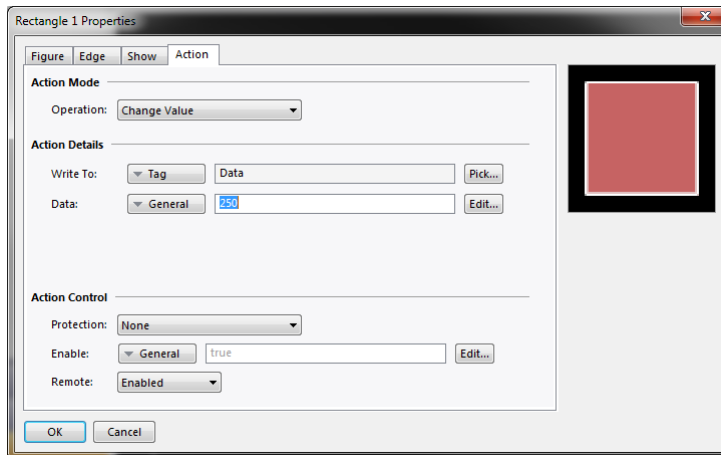 Rectangle 1 Properties
Figure Edge Show Action
Action Mode
Operation: Change Value
Action Details
Write To: Tag Data Pick...
Data: General 250 Edit...
Action Control
Protection: None
Enable: General true Edit...
Remote: Enabled
OK Cancel